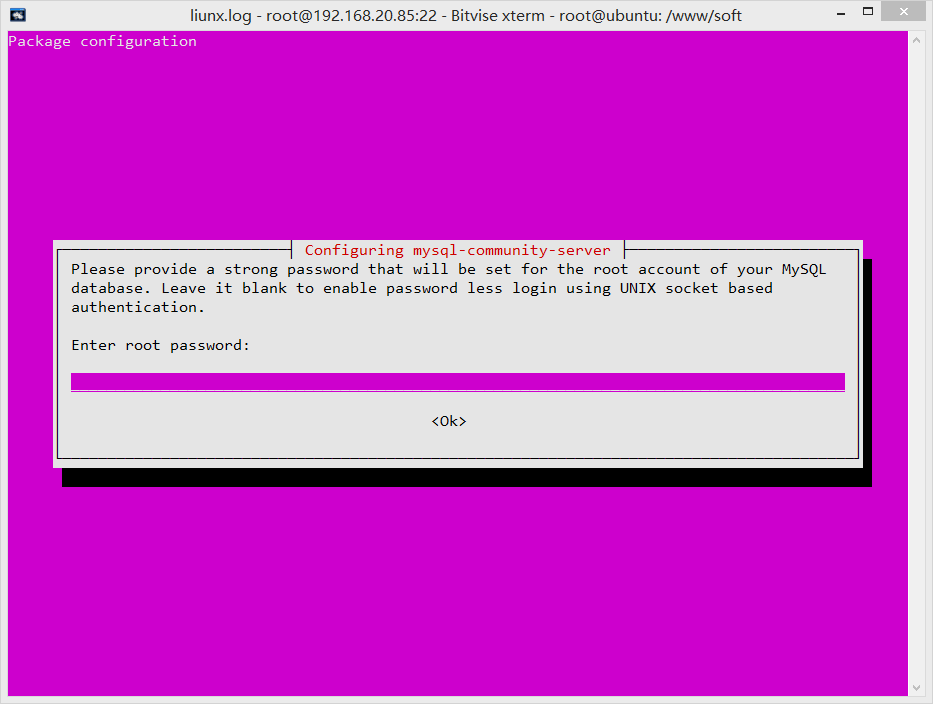 liunx.log - root@192.168.20.85:22 - Bitvise xterm - root@ubuntu: /www/soft
Package configuration
Configuring mysql-community-server
Please provide a strong password that will be set for the root account of your MySQL
database. Leave it blank to enable password less login using UNIX socket based
authentication.
Enter root password:
<Ok>